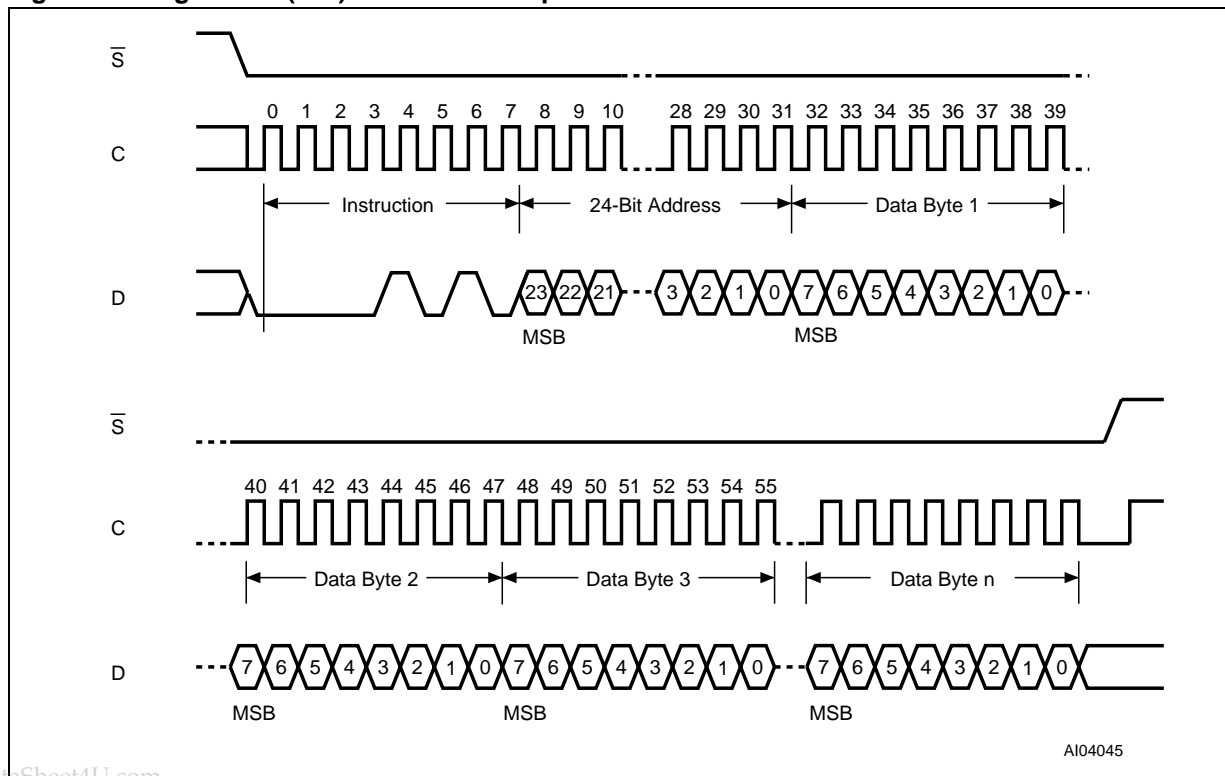 S
0 1 2 3 4 5 6 7 8 9 10 28 29 30 31 32 33 34 35 36 37 38 39
C
Instruction 24-Bit Address Data Byte 1
D
23 22 21 3 2 1 0 7 6 5 4 3 2 1 0
MSB MSB
S
40 41 42 43 44 45 46 47 48 49 50 51 52 53 54 55
C
Data Byte 2 Data Byte 3 Data Byte n
D
7 6 5 4 3 2 1 0 7 6 5 4 3 2 1 0 7 6 5 4 3 2 1 0
MSB MSB MSB
AI04045